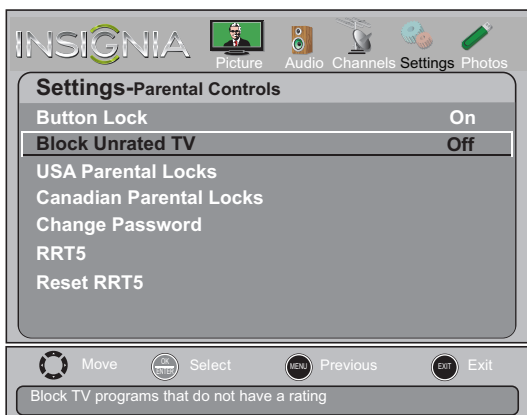 INSIGNIA
Picture Audio Channels Settings Photos
Settings-Parental Controls
Button Lock On
Block Unrated TV Off
USA Parental Locks
Canadian Parental Locks
Change Password
RRT5
Reset RRT5
Move OK ENTER Select MENU Previous EXIT Exit
Block TV programs that do not have a rating